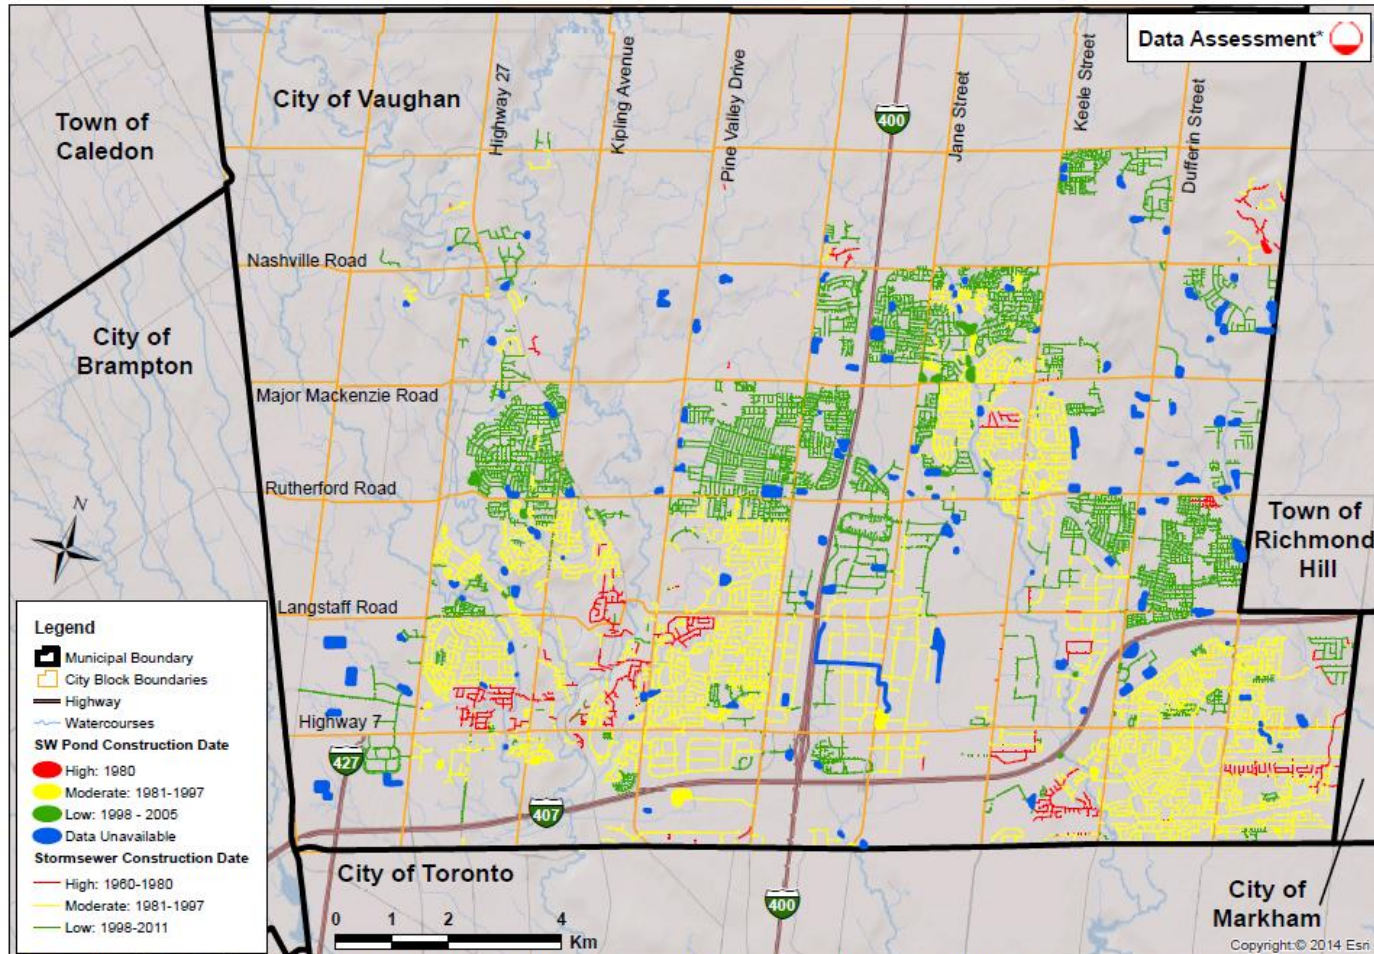 Data Assessment*
City of Vaughan
Town of
Caledon
Highway 27
Kipling Avenue
Pine Valley Drive
400
Jane Street
Keele Street
Dufferin Street
Nashville Road
City of
Brampton
Major Mackenzie Road
Rutherford Road
N
Town of
Richmond
Hill
Langstaff Road
Highway 7
Legend
Municipal Boundary
City Block Boundaries
Highway
Watercourses
SW Pond Construction Date
High: 1980
Moderate: 1981-1997
Low: 1998 - 2005
Data Unavailable
Stormsewer Construction Date
High: 1960-1980
Moderate: 1981-1997
Low: 1998-2011
427
407
City of Toronto
400
0 1 2 4
Km
City of
Markham
Copyright:© 2014 Esri